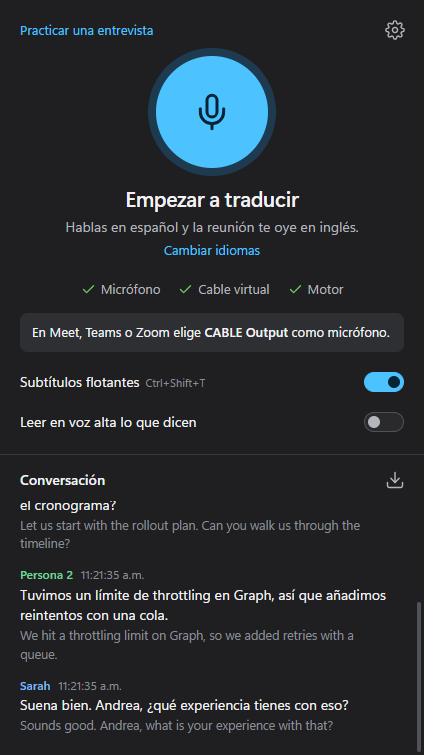 Practicar una entrevista
Empezar a traducir
Hablas en español y la reunión te oye en inglés.
Cambiar idiomas
Micrófono Cable virtual Motor
En Meet, Teams o Zoom elige CABLE Output como micrófono.
Subtítulos flotantes Ctrl+Shift+T
Leer en voz alta lo que dicen
Conversación
el cronograma?
Let us start with the rollout plan. Can you walk us through the
timeline?
Persona 2 11:21:35 a.m.
Tuvimos un límite de throttling en Graph, así que añadimos
reintentos con una cola.
We hit a throttling limit on Graph, so we added retries with a
queue.
Sarah 11:21:35 a.m.
Suena bien. Andrea, ¿qué experiencia tienes con eso?
Sounds good. Andrea, what is your experience with that?